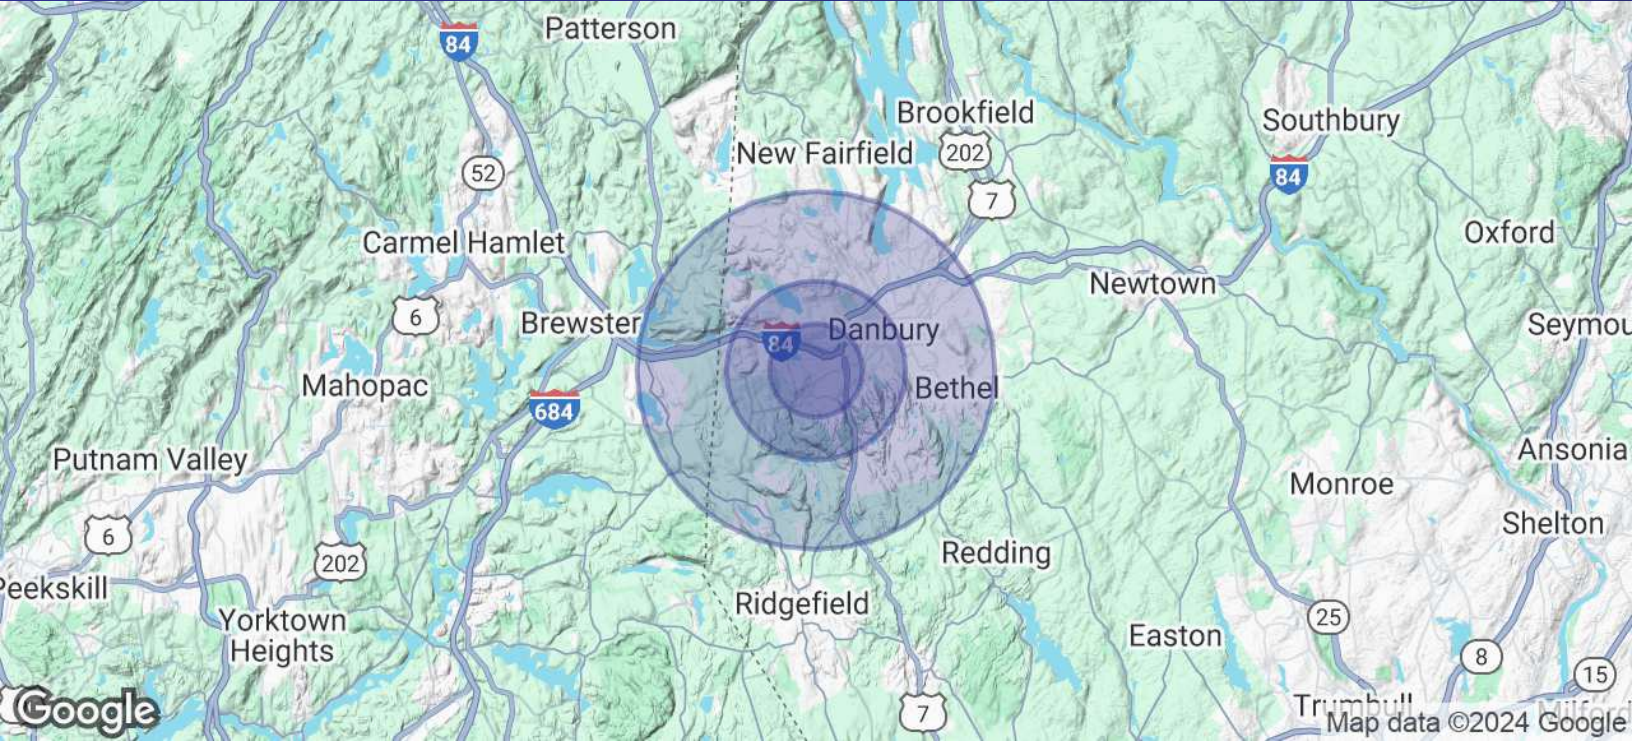 Patterson
84
Brookfield
Southbury
New Fairfield
202
52
84
7
Carmel Hamlet
Oxford
Newtown
6
Brewster
Danbury
Seymou
84
Mahopac
Bethel
684
Putnam Valley
Ansonia
Monroe
6
Shelton
202
Redding
Peekskill
Ridgefield
Yorktown
Heights
25
Easton
8
15
Trumbull
Milford
7
Google
Map data ©2024 Google